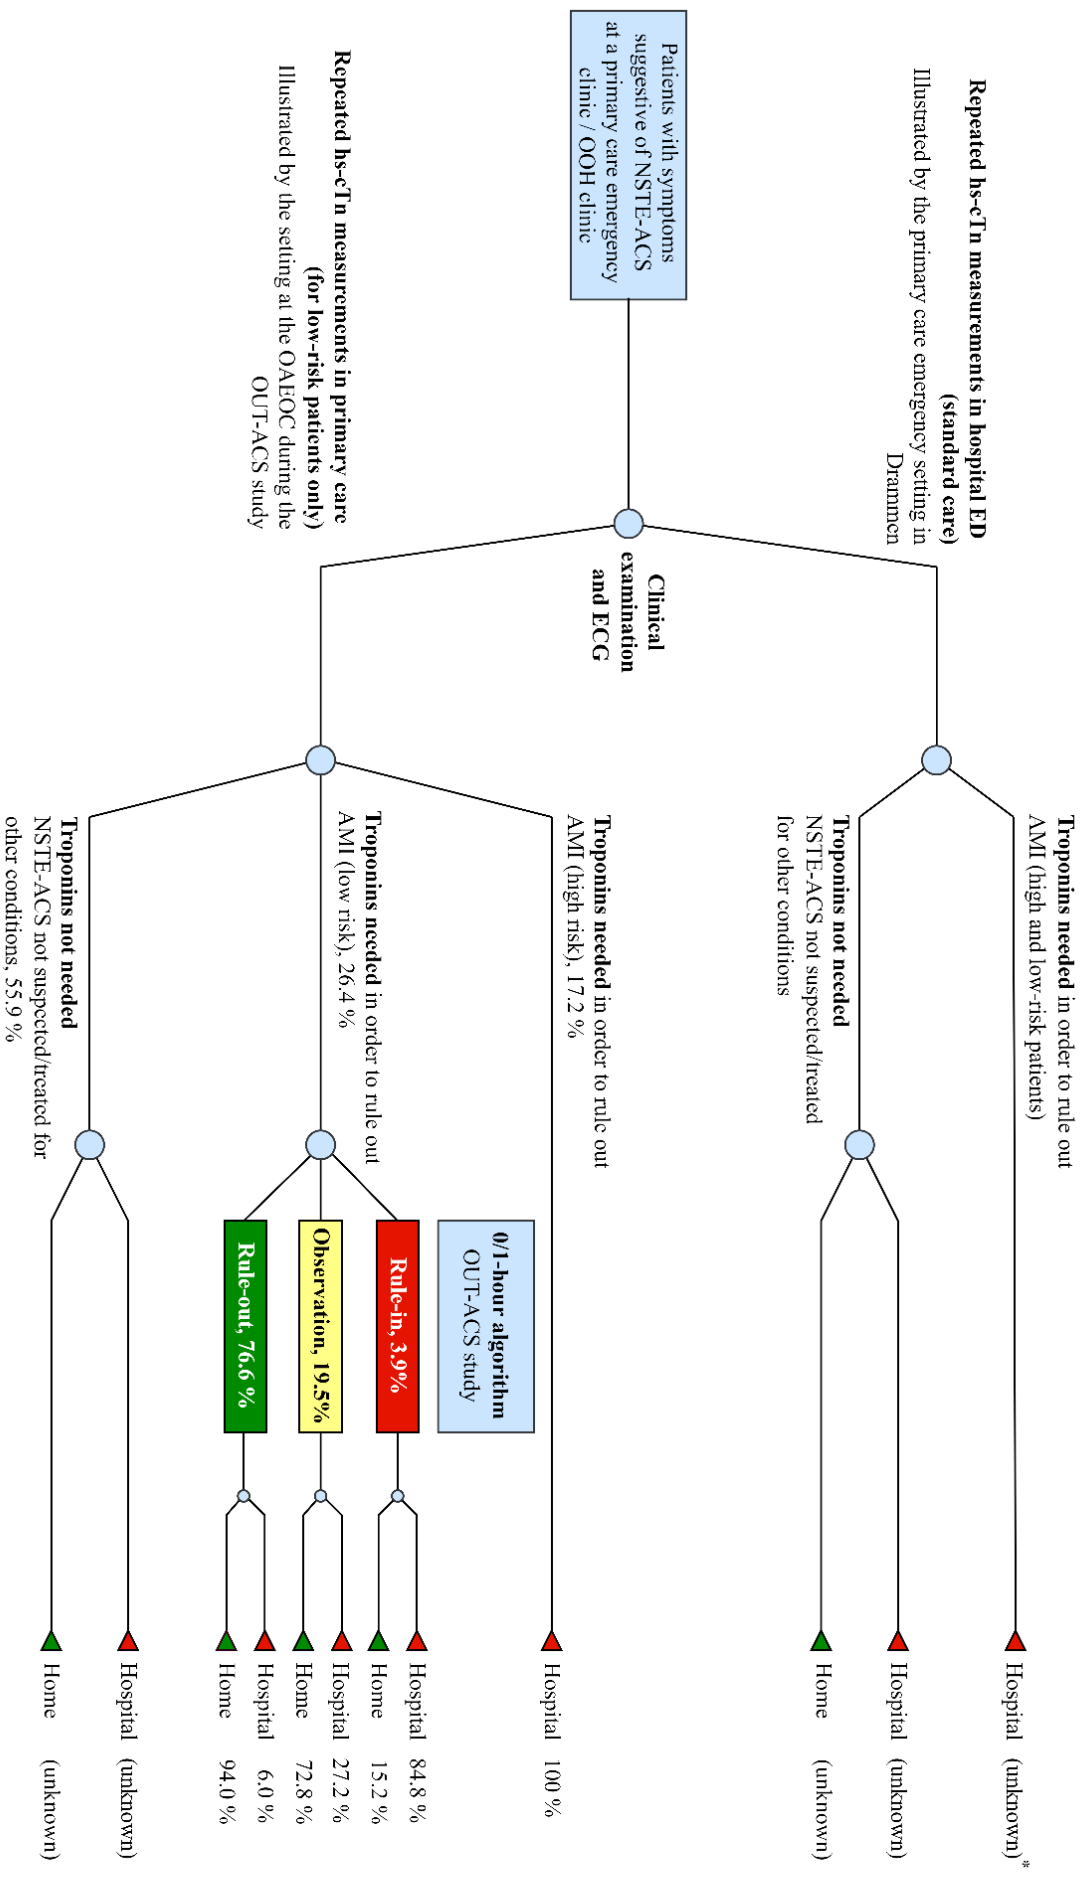 Patients with symptoms
suggestive of NSTE-ACS
at a primary care emergency
clinic / OOH clinic
Clinical
examination
and ECG
Repeated hs-cTn measurements in hospital ED
(standard care)
Illustrated by the primary care emergency setting in
Drammen
Troponins needed in order to rule out
AMI (high and low-risk patients)
Hospital (unknown)*
Troponins not needed
NSTE-ACS not suspected/treated
for other conditions
Hospital (unknown)
Home (unknown)
Repeated hs-cTn measurements in primary care
(for low-risk patients only)
Illustrated by the setting at the OAEOC during the
OUT-ACS study
Troponins needed in order to rule out
AMI (high risk), 17.2 %
Hospital 100 %
Troponins needed in order to rule out
AMI (low risk), 26.4 %
0/1-hour algorithm
OUT-ACS study
Rule-in, 3.9%
Hospital 84.8 %
Home 15.2 %
Observation, 19.5%
Hospital 27.2 %
Home 72.8 %
Rule-out, 76.6 %
Hospital 6.0 %
Home 94.0 %
Troponins not needed
NSTE-ACS not suspected/treated for
other conditions, 55.9 %
Hospital (unknown)
Home (unknown)